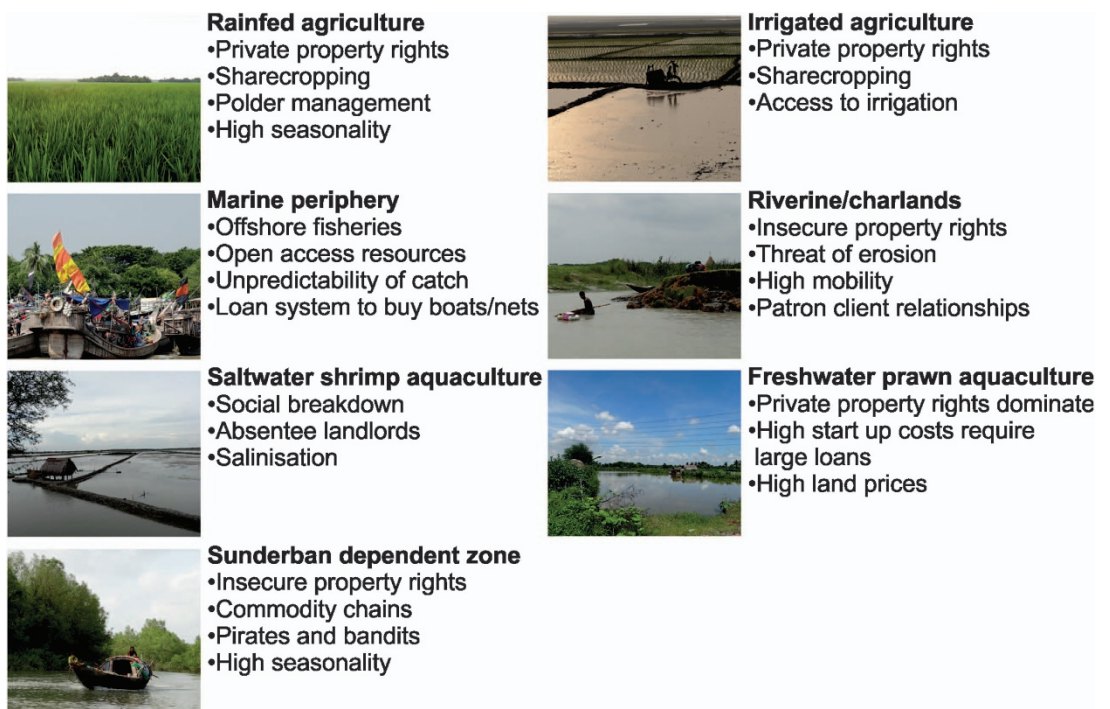 Rainfed agriculture
•Private property rights
•Sharecropping
•Polder management
•High seasonality
Irrigated agriculture
•Private property rights
•Sharecropping
•Access to irrigation
Marine periphery
•Offshore fisheries
•Open access resources
•Unpredictability of catch
•Loan system to buy boats/nets
Riverine/charlands
•Insecure property rights
•Threat of erosion
•High mobility
•Patron client relationships
Saltwater shrimp aquaculture
•Social breakdown
•Absentee landlords
•Salinisation
Freshwater prawn aquaculture
•Private property rights dominate
•High start up costs require
large loans
•High land prices
Sunderban dependent zone
•Insecure property rights
•Commodity chains
•Pirates and bandits
•High seasonality